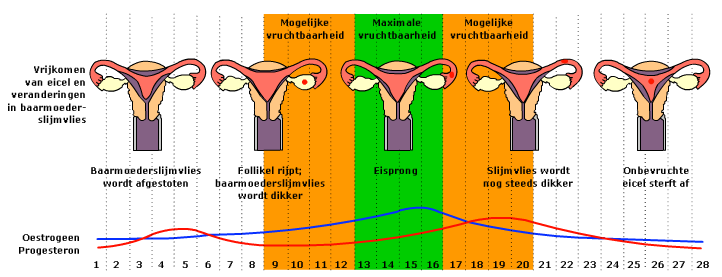 Mogelijke
vruchtbaarheid
Maximale
vruchtbaarheid
Mogelijke
vruchtbaarheid
Vrijkomen
van eicel en
veranderingen
in baarmoeder-
slijmvlies
Baarmoederslijmvlies
wordt afgestoten
Follikel rijpt;
baarmoederslijmvlies
wordt dikker
Eisprong
Slijmvlies wordt
nog steeds dikker
Onbevruchte
eicel sterft af
Oestrogeen
Progesteron
1 2 3 4 5 6 7 8 9 10 11 12 13 14 15 16 17 18 19 20 21 22 23 24 25 26 27 28